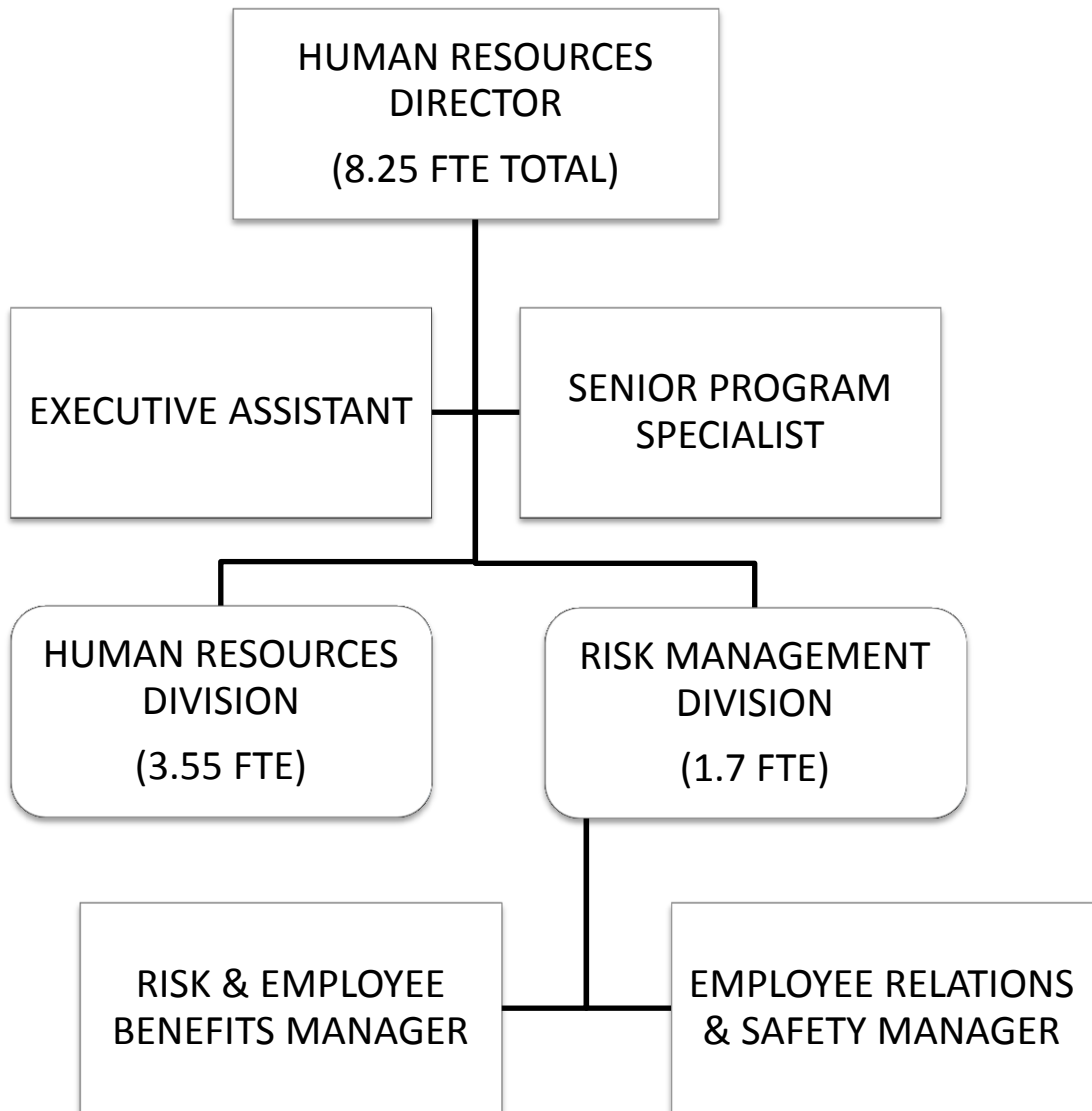 HUMAN RESOURCES
DIRECTOR
(8.25 FTE TOTAL)
EXECUTIVE ASSISTANT
SENIOR PROGRAM
SPECIALIST
HUMAN RESOURCES
DIVISION
(3.55 FTE)
RISK MANAGEMENT
DIVISION
(1.7 FTE)
RISK & EMPLOYEE
BENEFITS MANAGER
EMPLOYEE RELATIONS
& SAFETY MANAGER